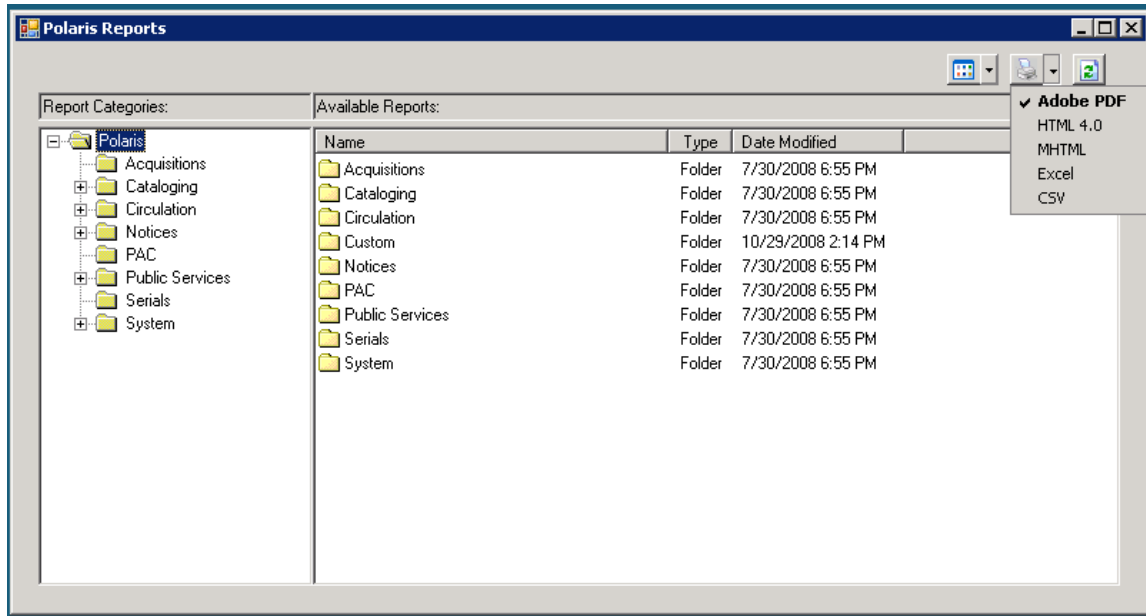 Polaris Reports
Report Categories:
Available Reports:
Adobe PDF
HTML 4.0
MHTML
Excel
CSV
Polaris
Acquisitions
Cataloging
Circulation
Notices
PAC
Public Services
Serials
System
Name Type Date Modified
Acquisitions Folder 7/30/2008 6:55 PM
Cataloging Folder 7/30/2008 6:55 PM
Circulation Folder 7/30/2008 6:55 PM
Custom Folder 10/29/2008 2:14 PM
Notices Folder 7/30/2008 6:55 PM
PAC Folder 7/30/2008 6:55 PM
Public Services Folder 7/30/2008 6:55 PM
Serials Folder 7/30/2008 6:55 PM
System Folder 7/30/2008 6:55 PM